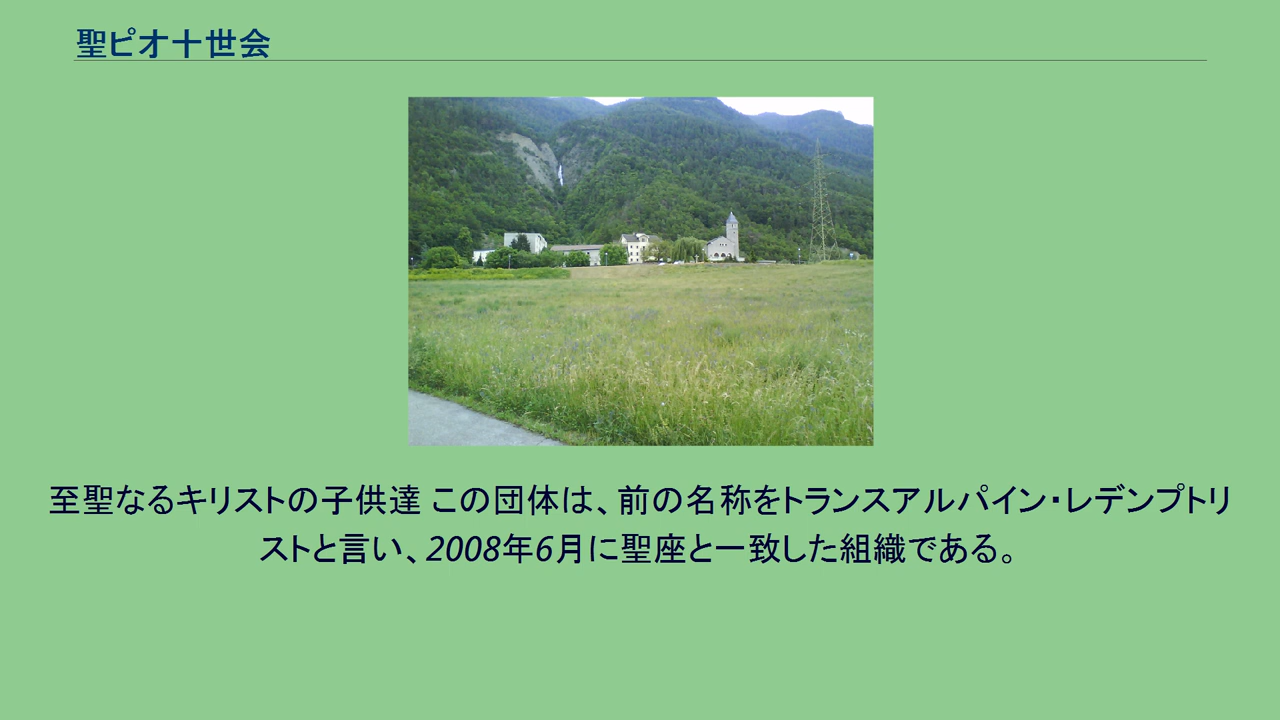 聖ピオ十世会
至聖なるキリストの子供達 この団体は、前の名称をトランスアルパイン・レデンプトリ
ストと言い、2008年6月に聖座と一致した組織である。